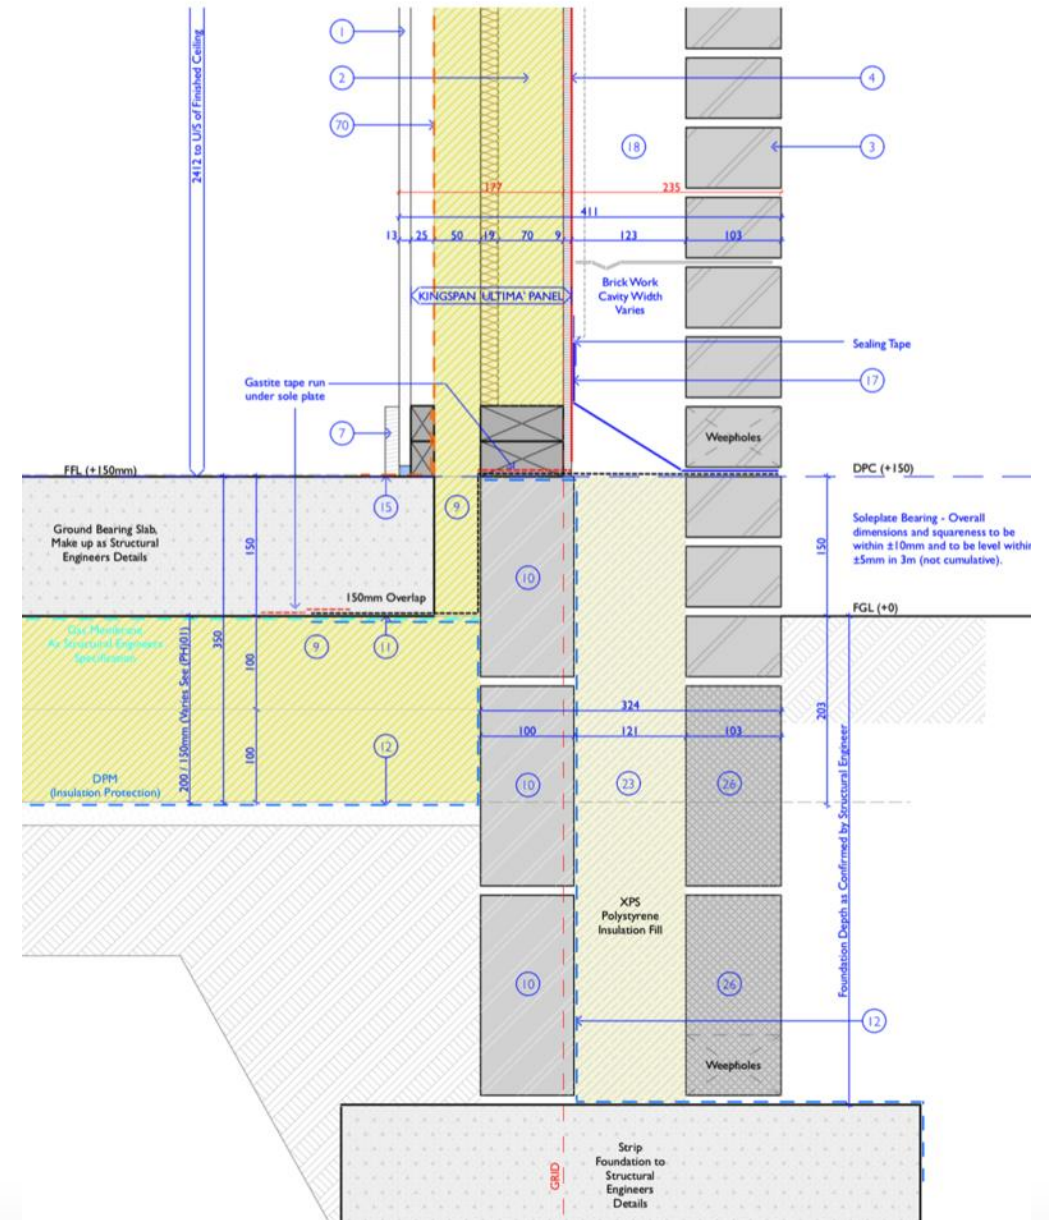 1
2
70
4
18
3
2412 to U/S of Finished Ceiling
177
235
411
13
25
50
19
70
9
123
103
KINGSPAN 'ULTIMA' PANEL
Brick Work
Cavity Width
Varies
Sealing Tape
17
Gastite tape run
under sole plate
7
Weepholes
FFL (+150mm)
DPC (+150)
15
9
Ground Bearing Slab,
Make up as Structural
Engineers Details
150
10
150
Soleplate Bearing - Overall
dimensions and squareness to be
within ±10mm and to be level within
±5mm in 3m (not cumulative).
150mm Overlap
FGL (+0)
Gas Membrane
As Structural Engineers
Specification
9
11
350
100
200 / 150mm (Varies See (PH)01)
324
100
121
103
203
12
100
10
23
26
DPM
(Insulation Protection)
Foundation Depth as Confirmed by Structural Engineer
XPS
Polystyrene
Insulation Fill
10
26
12
Weepholes
Strip
Foundation to
Structural
Engineers
Details
GRID